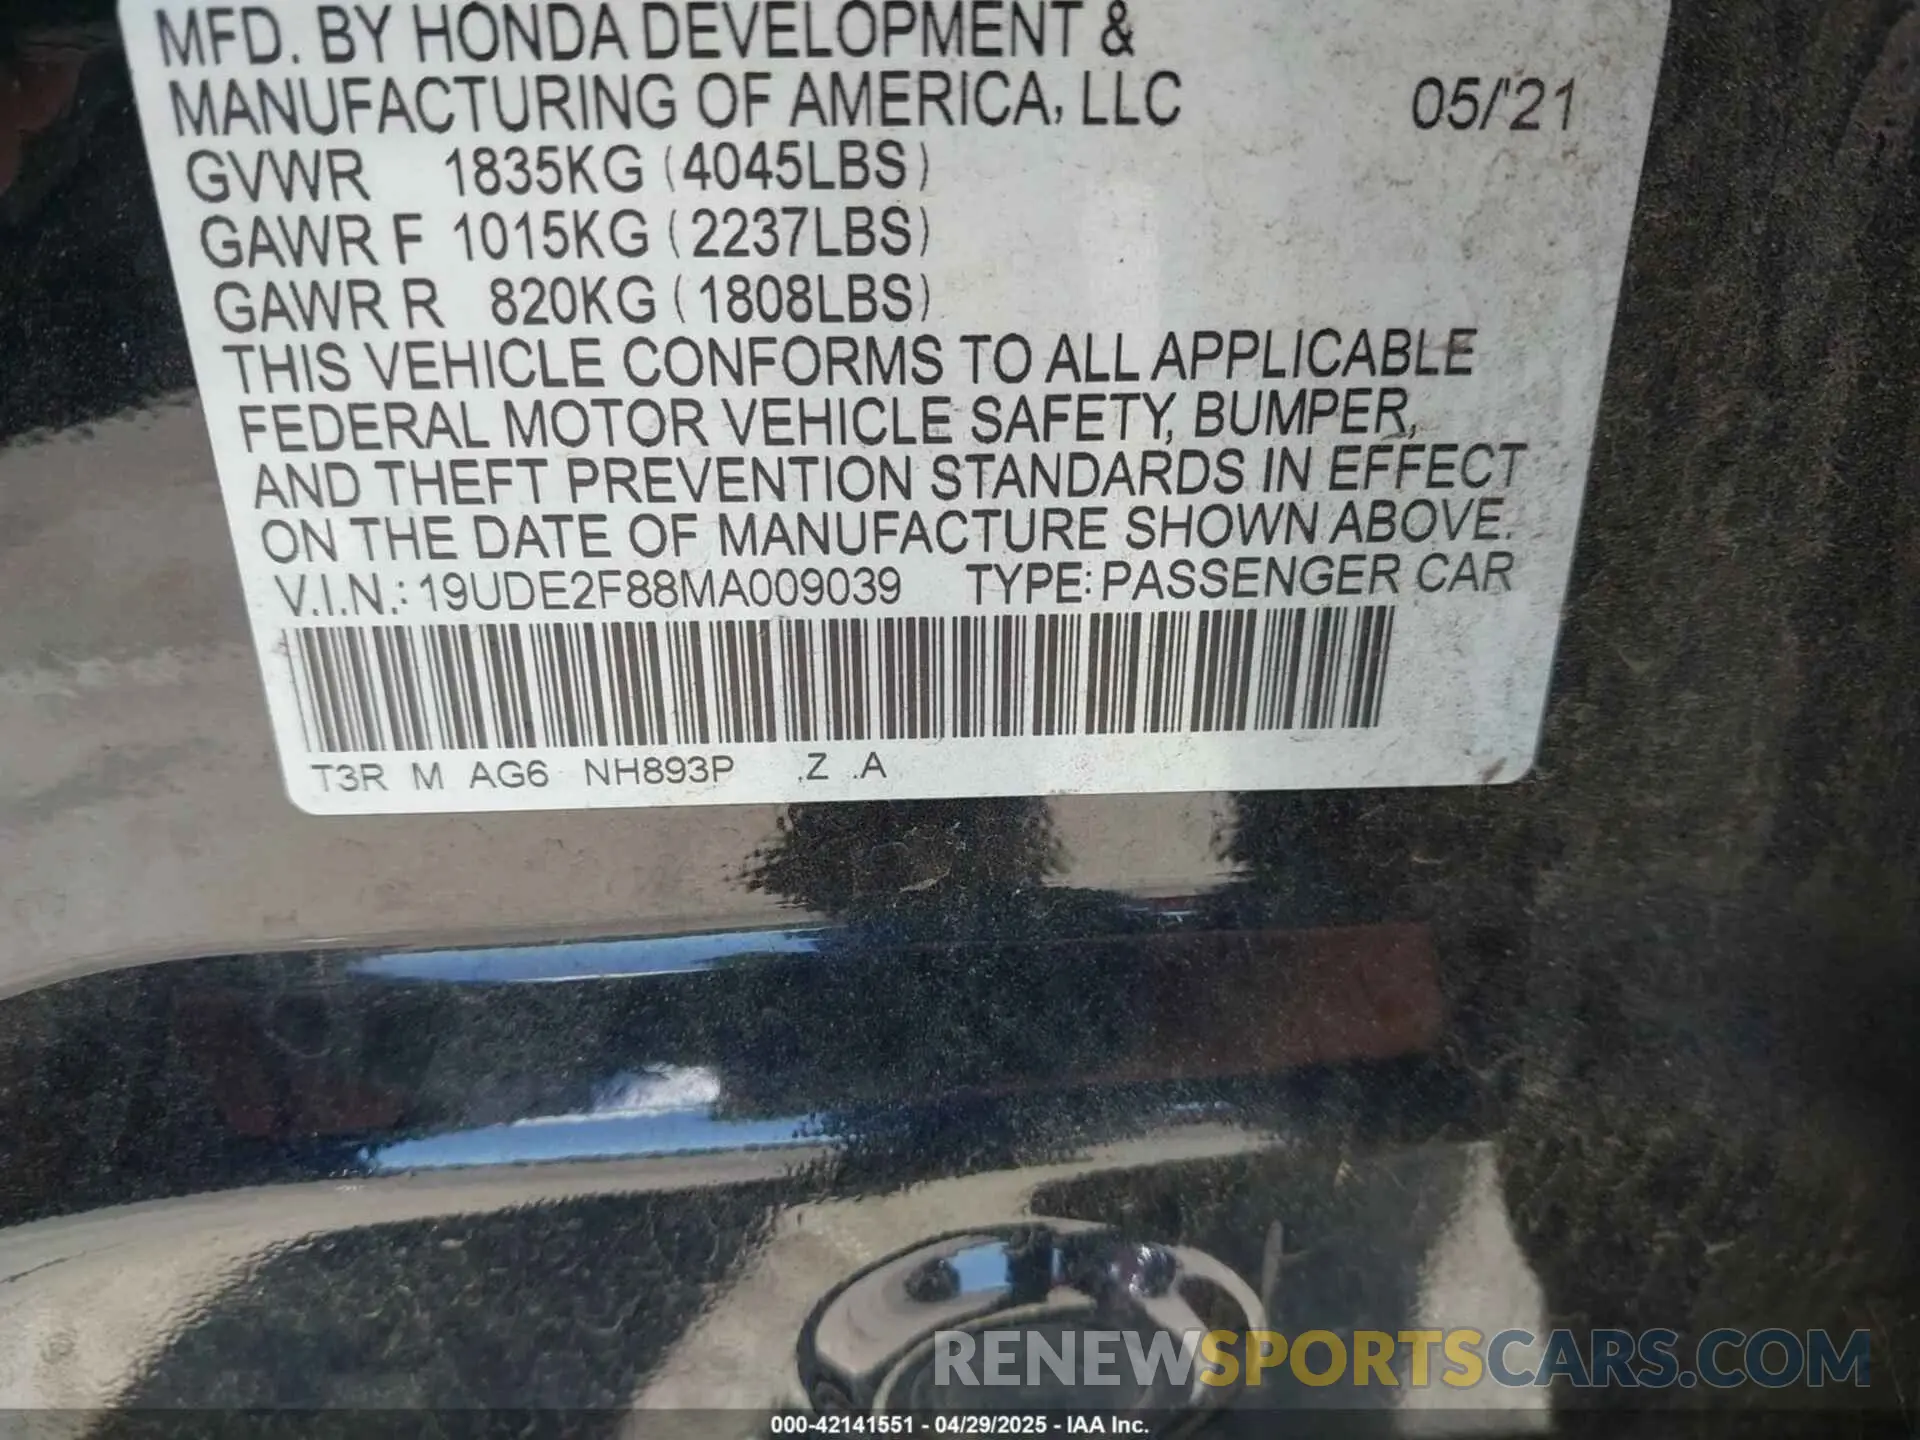 MFD. BY HONDA DEVELOPMENT &
MANUFACTURING OF AMERICA, LLC 05/'21
GVWR 1835KG (4045LBS)
GAWR F 1015KG (2237LBS)
GAWR R 820KG (1808LBS)
THIS VEHICLE CONFORMS TO ALL APPLICABLE
FEDERAL MOTOR VEHICLE SAFETY, BUMPER,
AND THEFT PREVENTION STANDARDS IN EFFECT
ON THE DATE OF MANUFACTURE SHOWN ABOVE.
V.I.N.: 19UDE2F88MA009039 TYPE: PASSENGER CAR
T3R M AG6 NH893P .Z .A
RENEWSPORTSCARS.COM
000-42141551 - 04/29/2025 - IAA Inc.